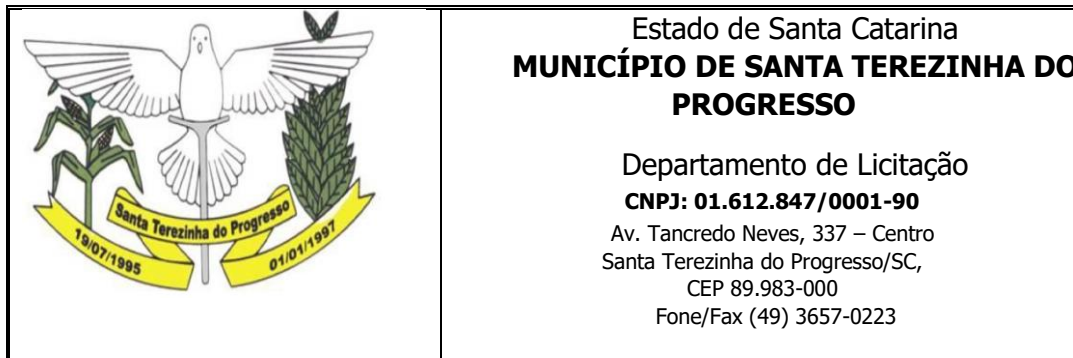 Santa Terezinha do Progresso
19/07/1995
01/01/1997
Estado de Santa Catarina
MUNICÍPIO DE SANTA TEREZINHA DO
PROGRESSO
Departamento de Licitação
CNPJ: 01.612.847/0001-90
Av. Tancredo Neves, 337 – Centro
Santa Terezinha do Progresso/SC,
CEP 89.983-000
Fone/Fax (49) 3657-0223